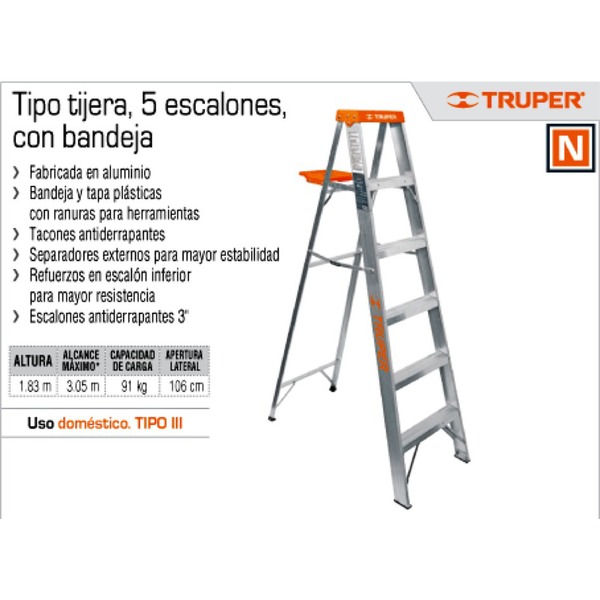 Tipo tijera, 5 escalones,
con bandeja
TRUPER®
N
› Fabricada en aluminio
› Bandeja y tapa plásticas
con ranuras para herramientas
› Tacones antiderrapantes
› Separadores externos para mayor estabilidad
› Refuerzos en escalón inferior
para mayor resistencia
› Escalones antiderrapantes 3"
ALTURA ALCANCE MÁXIMO* CAPACIDAD DE CARGA APERTURA LATERAL
1.83 m 3.05 m 91 kg 106 cm
Uso doméstico. TIPO III
TRUPER
TRUPER